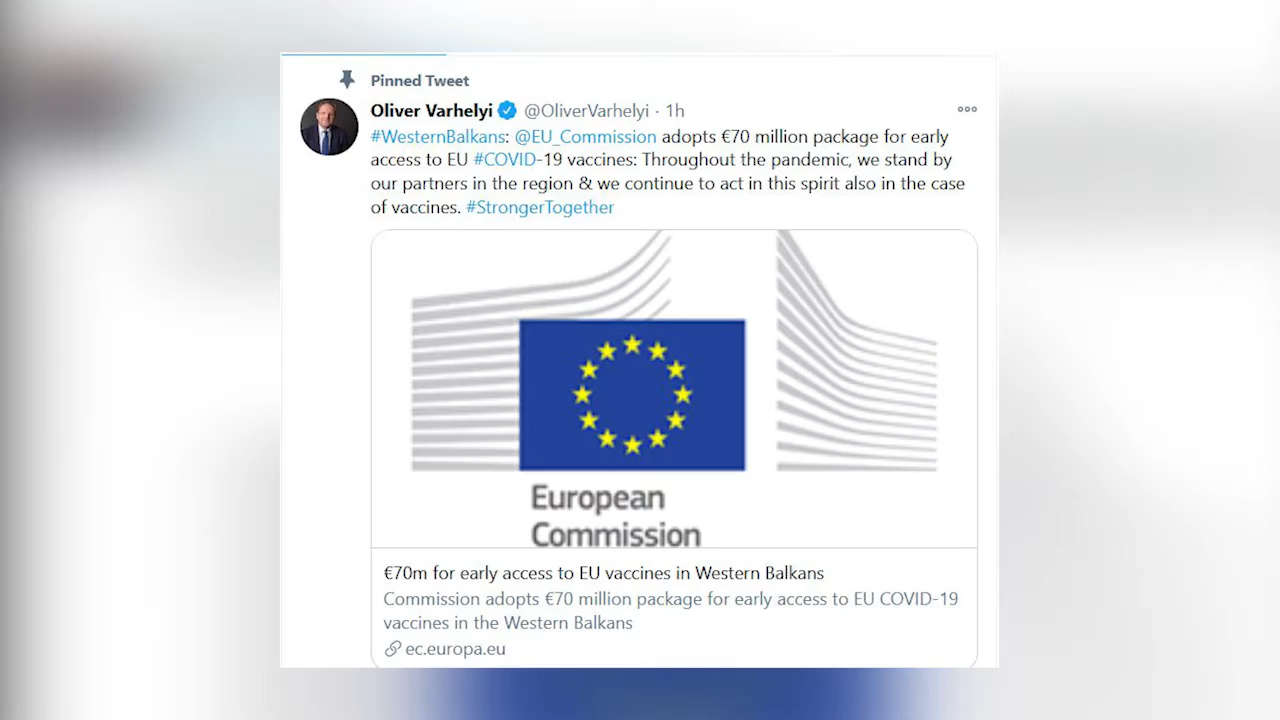 Pinned Tweet
Oliver Varhelyi @OliverVarhelyi · 1h
#WesternBalkans: @EU_Commission adopts €70 million package for early
access to EU #COVID-19 vaccines: Throughout the pandemic, we stand by
our partners in the region & we continue to act in this spirit also in the case
of vaccines. #StrongerTogether
European
Commission
€70m for early access to EU vaccines in Western Balkans
Commission adopts €70 million package for early access to EU COVID-19
vaccines in the Western Balkans
ec.europa.eu